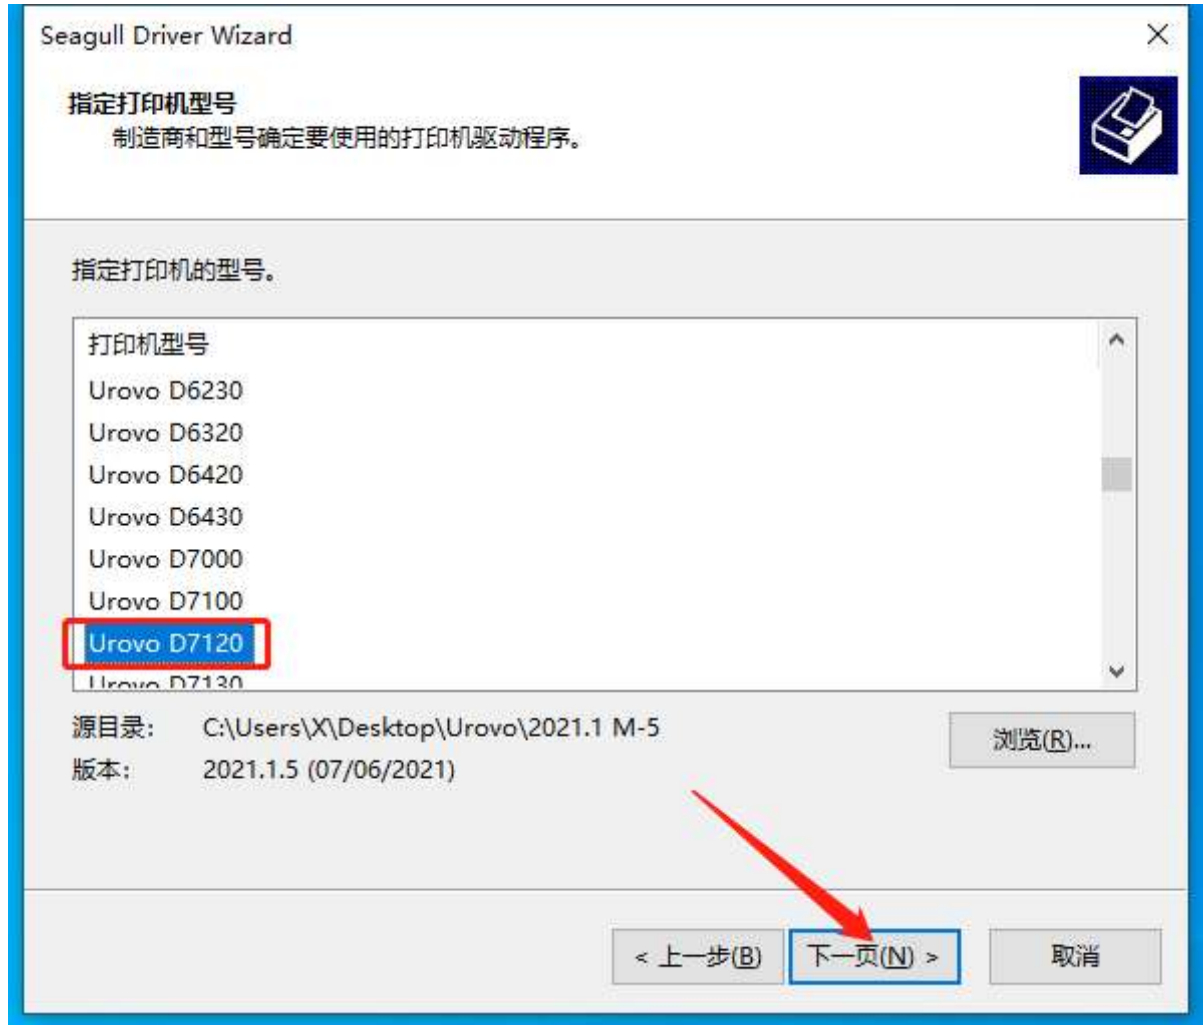 Seagull Driver Wizard
指定打印机型号
制造商和型号确定要使用的打印机驱动程序。
指定打印机的型号。
打印机型号
Urovo D6230
Urovo D6320
Urovo D6420
Urovo D6430
Urovo D7000
Urovo D7100
Urovo D7120
Urovo D7130
源目录: C:\Users\X\Desktop\Urovo\2021.1 M-5
浏览(R)...
版本: 2021.1.5 (07/06/2021)
< 上一步(B) 下一页(N) > 取消